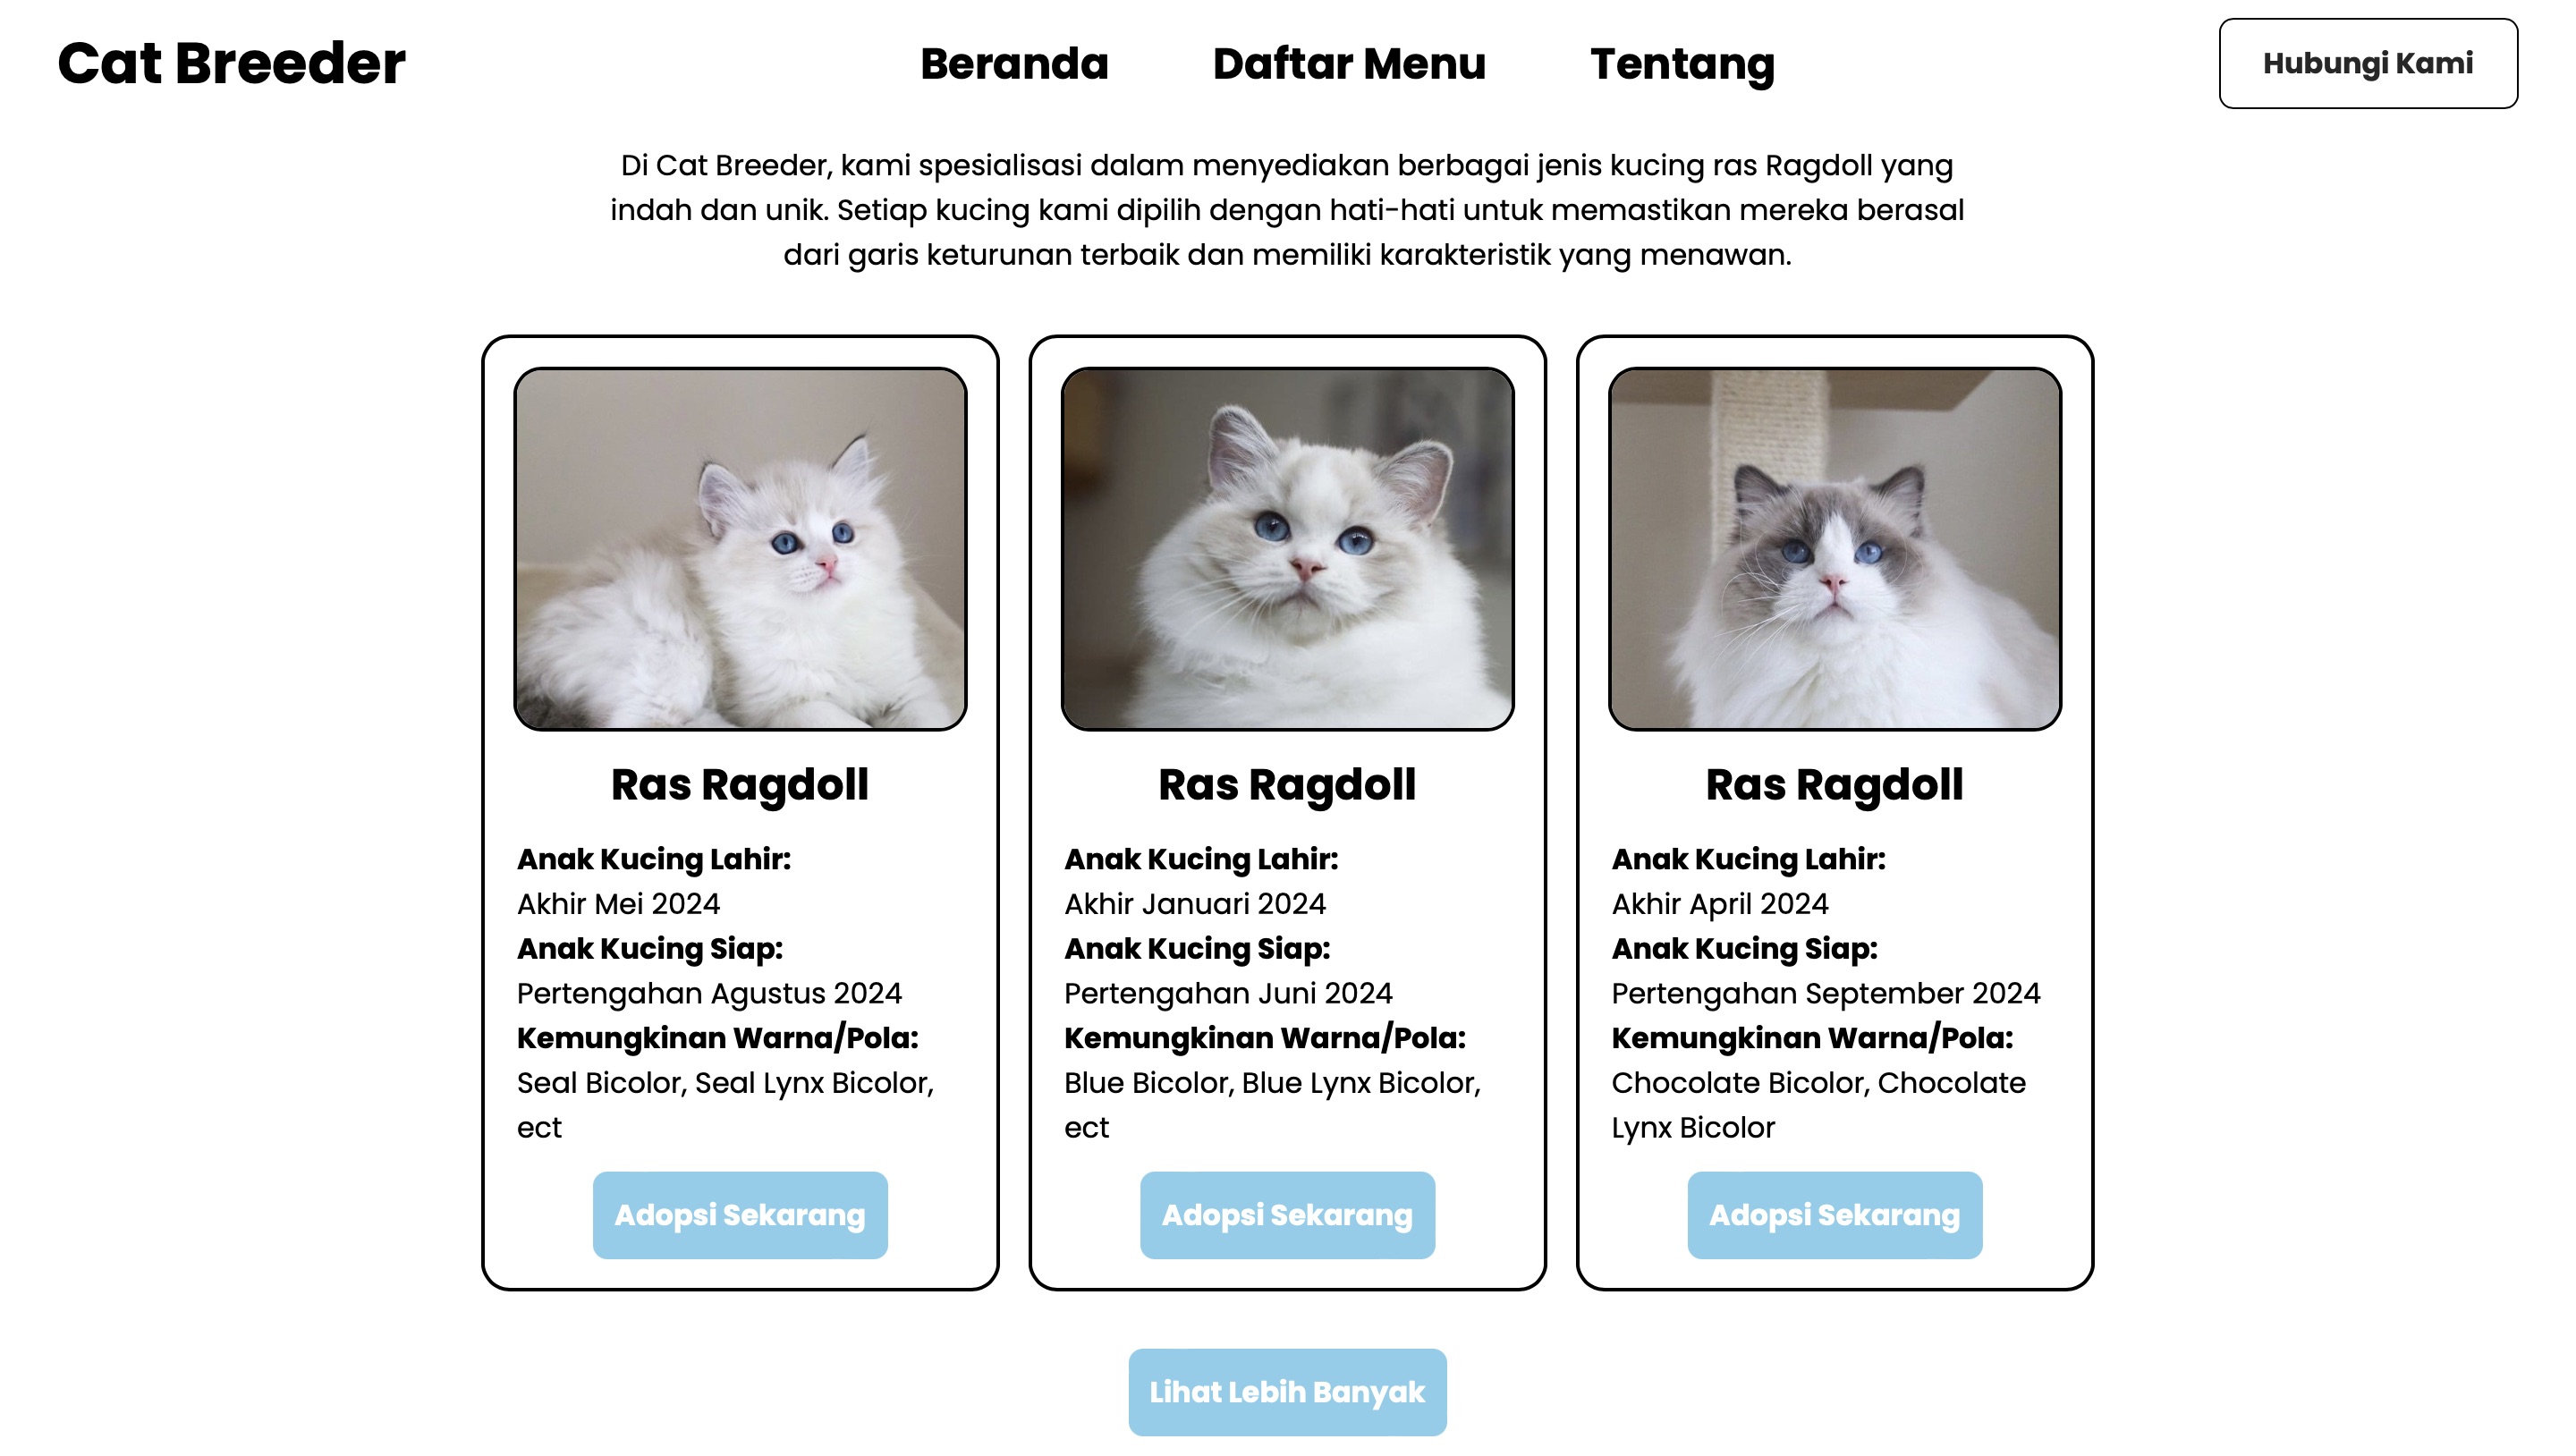 Cat Breeder
Beranda
Daftar Menu
Tentang
Hubungi Kami
Di Cat Breeder, kami spesialisasi dalam menyediakan berbagai jenis kucing ras Ragdoll yang
indah dan unik. Setiap kucing kami dipilih dengan hati-hati untuk memastikan mereka berasal
dari garis keturunan terbaik dan memiliki karakteristik yang menawan.
Ras Ragdoll
Anak Kucing Lahir:
Akhir Mei 2024
Anak Kucing Siap:
Pertengahan Agustus 2024
Kemungkinan Warna/Pola:
Seal Bicolor, Seal Lynx Bicolor,
ect
Adopsi Sekarang
Ras Ragdoll
Anak Kucing Lahir:
Akhir Januari 2024
Anak Kucing Siap:
Pertengahan Juni 2024
Kemungkinan Warna/Pola:
Blue Bicolor, Blue Lynx Bicolor,
ect
Adopsi Sekarang
Ras Ragdoll
Anak Kucing Lahir:
Akhir April 2024
Anak Kucing Siap:
Pertengahan September 2024
Kemungkinan Warna/Pola:
Chocolate Bicolor, Chocolate
Lynx Bicolor
Adopsi Sekarang
Lihat Lebih Banyak